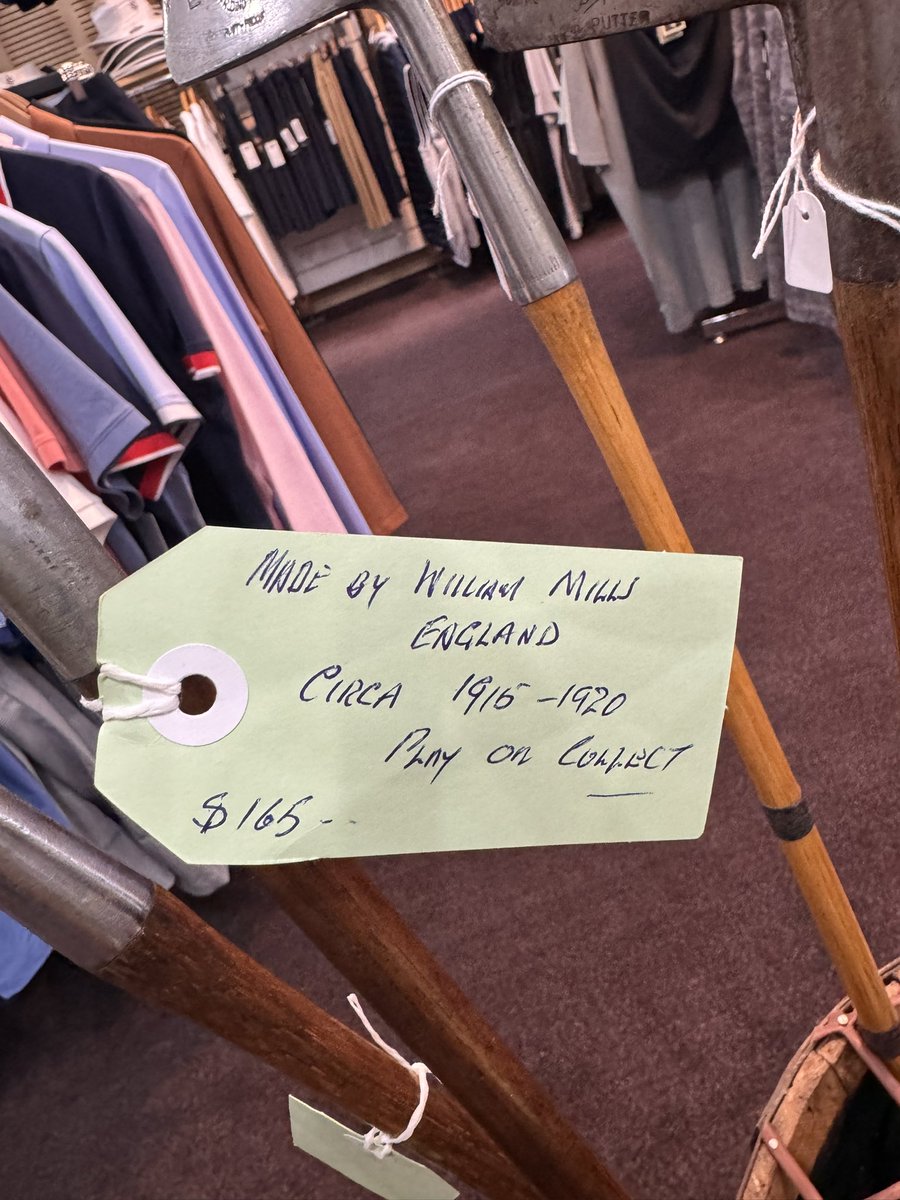 PUTTER
MADE BY WILLIAM MILLS
ENGLAND
CIRCA 1915-1920
PLAY OR COLLECT
$165-